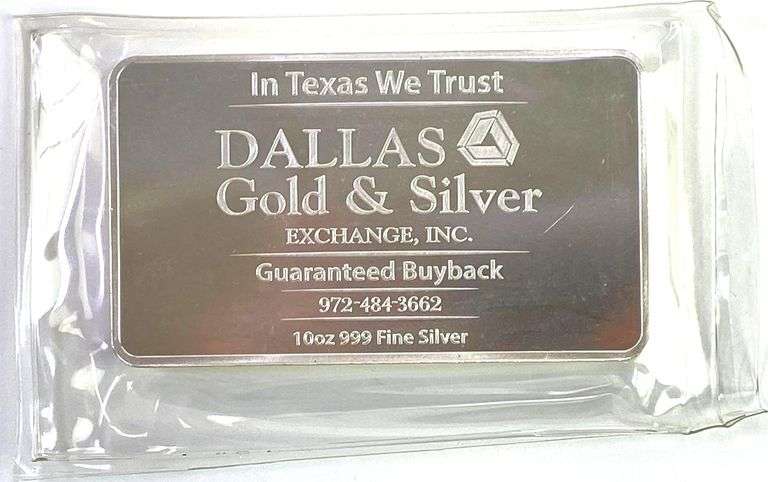 In Texas We Trust
DALLAS
Gold & Silver
EXCHANGE, INC.
Guaranteed Buyback
972-484-3662
10oz 999 Fine Silver